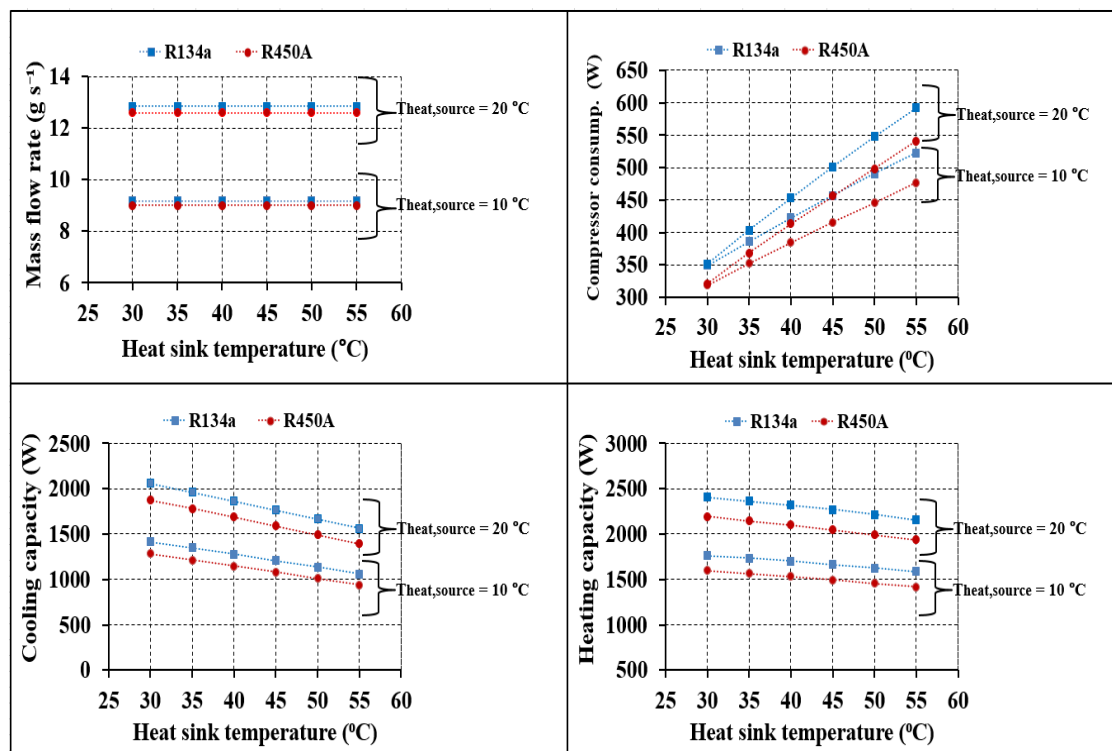 R134a R450A
Mass flow rate (g s⁻¹)
14
12
10
8
6
Theat,source = 20 °C
Theat,source = 10 °C
25 30 35 40 45 50 55 60
Heat sink temperature (°C)
R134a R450A
Compressor consump. (W)
650
600
550
500
450
400
350
300
Theat,source = 20 °C
Theat,source = 10 °C
25 30 35 40 45 50 55 60
Heat sink temperature (⁰C)
R134a R450A
Cooling capacity (W)
2500
2000
1500
1000
500
0
Theat,source = 20 °C
Theat,source = 10 °C
25 30 35 40 45 50 55 60
Heat sink temperature (⁰C)
R134a R450A
Heating capacity (W)
3000
2500
2000
1500
1000
500
Theat,source = 20 °C
Theat,source = 10 °C
25 30 35 40 45 50 55 60
Heat sink temperature (⁰C)